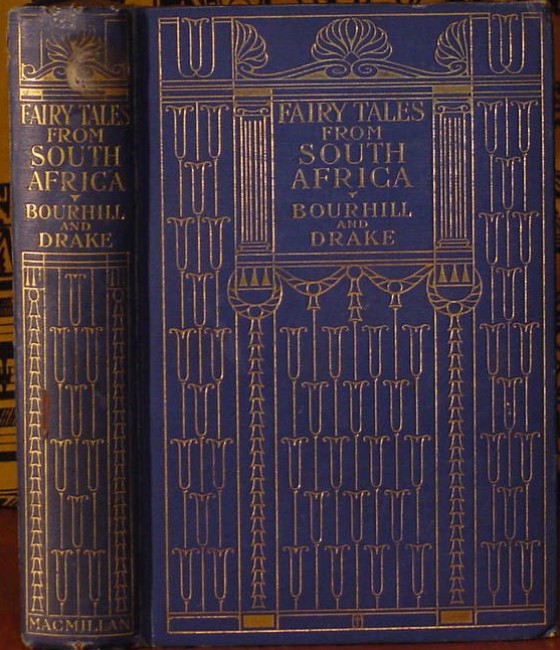 FAIRY TALES
FROM
SOUTH
AFRICA
BOURHILL
AND
DRAKE
MACMILLAN
FAIRY TALES
FROM
SOUTH
AFRICA
BOURHILL
AND
DRAKE